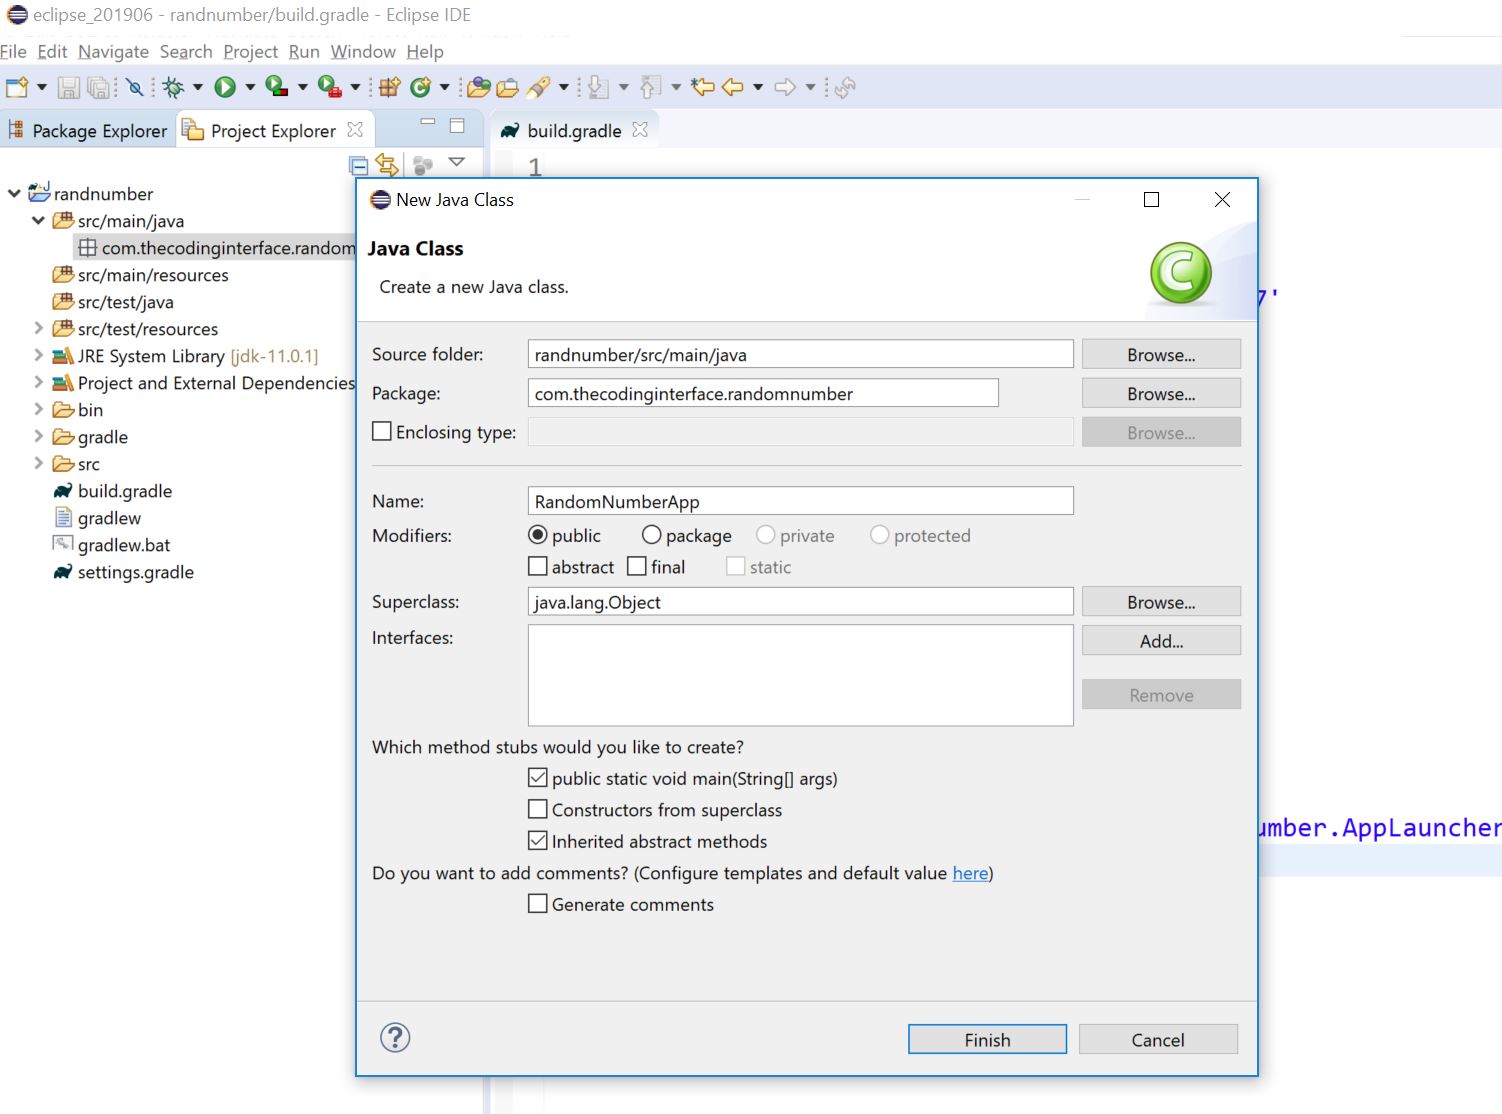 eclipse_201906 - randnumber/build.gradle - Eclipse IDE
File Edit Navigate Search Project Run Window Help
Package Explorer Project Explorer build.gradle
1
randnumber
src/main/java
com.thecodinginterface.random
src/main/resources
src/test/java
src/test/resources
JRE System Library [jdk-11.0.1]
Project and External Dependencies
bin
gradle
src
build.gradle
gradlew
gradlew.bat
settings.gradle
New Java Class
Java Class
Create a new Java class.
7'
Source folder: randnumber/src/main/java Browse...
Package: com.thecodinginterface.randomnumber Browse...
Enclosing type: Browse...
Name: RandomNumberApp
Modifiers: public package private protected
abstract final static
Superclass: java.lang.Object Browse...
Interfaces: Add...
Remove
Which method stubs would you like to create?
public static void main(String[] args)
Constructors from superclass
umber.AppLauncher
Inherited abstract methods
Do you want to add comments? (Configure templates and default value here)
Generate comments
Finish Cancel